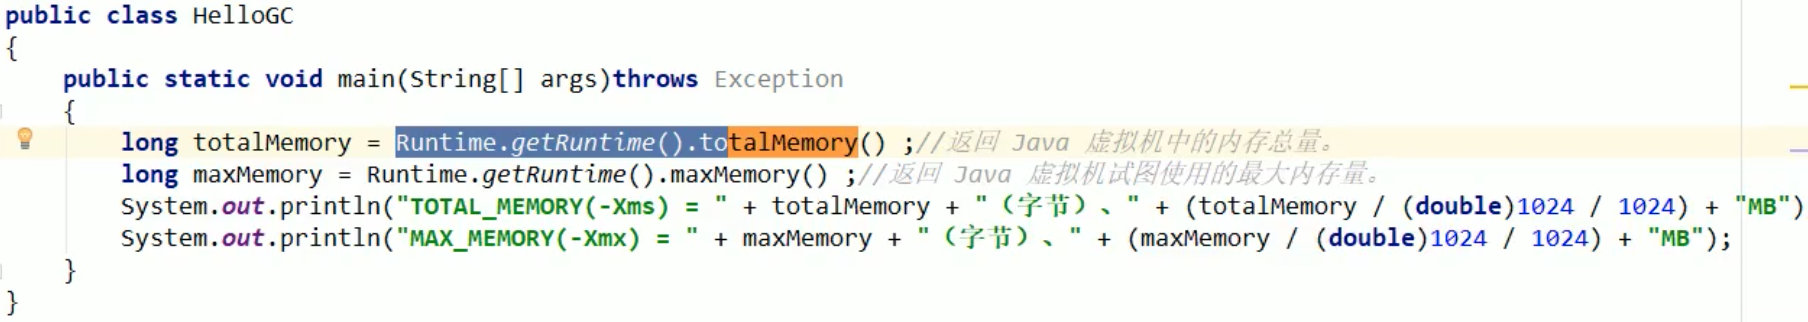 public class HelloGC
{
    public static void main(String[] args)throws Exception
    {
        long totalMemory = Runtime.getRuntime().totalMemory() ;//返回 Java 虚拟机中的内存总量。
        long maxMemory = Runtime.getRuntime().maxMemory() ;//返回 Java 虚拟机试图使用的最大内存量。
        System.out.println("TOTAL_MEMORY(-Xms) = " + totalMemory + "（字节）、" + (totalMemory / (double)1024 / 1024) + "MB")
        System.out.println("MAX_MEMORY(-Xmx) = " + maxMemory + "（字节）、" + (maxMemory / (double)1024 / 1024) + "MB");
    }
}